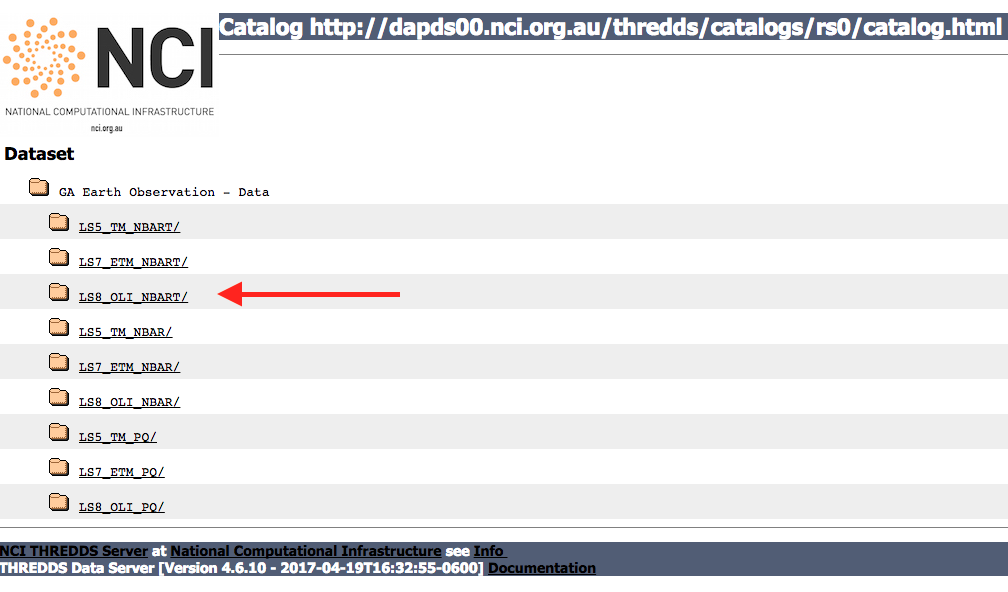 Catalog http://dapds00.nci.org.au/thredds/catalogs/rs0/catalog.html
NCI
NATIONAL COMPUTATIONAL INFRASTRUCTURE
nci.org.au
Dataset
GA Earth Observation - Data
LS5_TM_NBART/
LS7_ETM_NBART/
LS8_OLI_NBART/
LS5_TM_NBAR/
LS7_ETM_NBAR/
LS8_OLI_NBAR/
LS5_TM_PQ/
LS7_ETM_PQ/
LS8_OLI_PQ/
NCI THREDDS Server at National Computational Infrastructure see Info
THREDDS Data Server [Version 4.6.10 - 2017-04-19T16:32:55-0600] Documentation